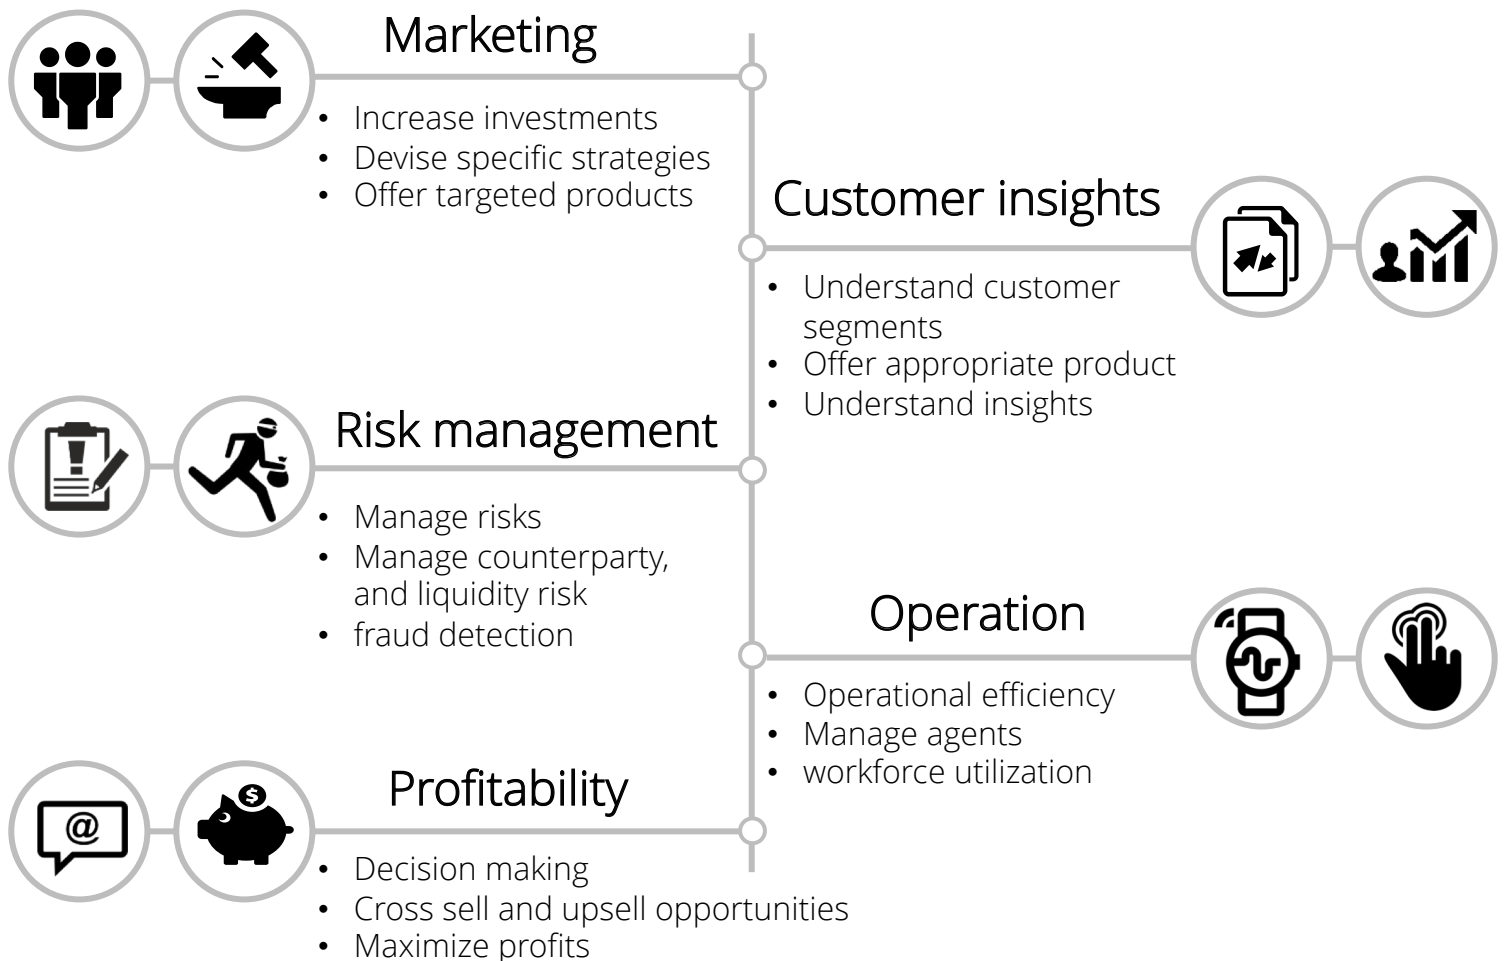 Marketing
• Increase investments
• Devise specific strategies
• Offer targeted products
Customer insights
• Understand customer
segments
• Offer appropriate product
• Understand insights
Risk management
• Manage risks
• Manage counterparty,
and liquidity risk
• fraud detection
Operation
• Operational efficiency
• Manage agents
• workforce utilization
@
$
Profitability
• Decision making
• Cross sell and upsell opportunities
• Maximize profits